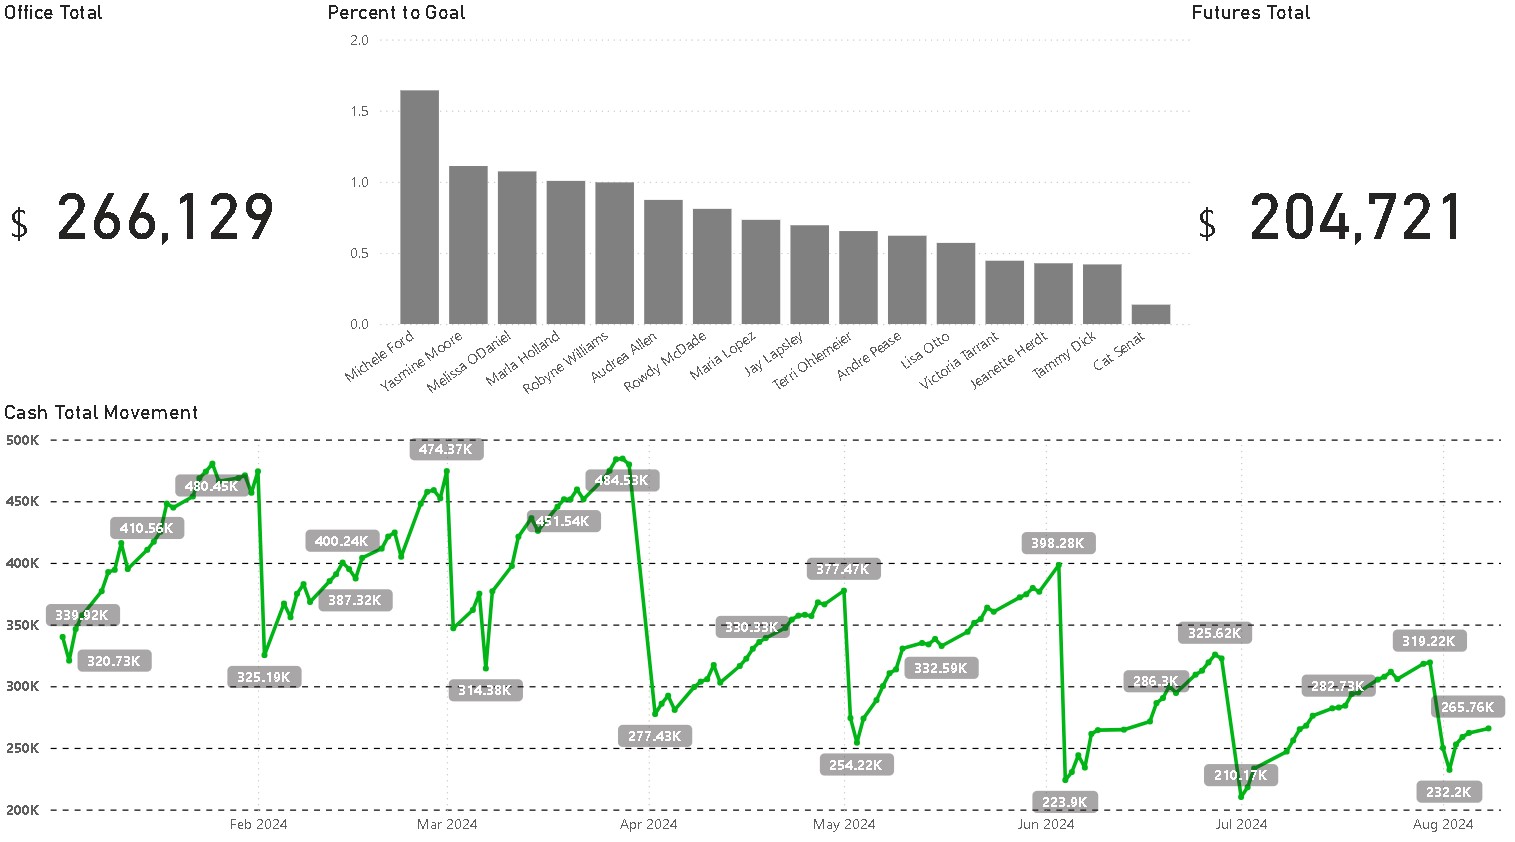 Office Total
Percent to Goal
Futures Total
2.0
1.5
1.0
0.5
0.0
$ 266,129
$ 204,721
Michele Ford
Yasmine Moore
Melissa ODaniel
Marla Holland
Robyne Williams
Audrea Allen
Rowdy McDade
Maria Lopez
Jay Lapsley
Terri Ohlemeier
Andre Pease
Lisa Otto
Victoria Tarrant
Jeanette Herdt
Tammy Dick
Cat Senat
Cash Total Movement
500K
450K
400K
350K
300K
250K
200K
339.92K
320.73K
410.56K
480.45K
325.19K
400.24K
387.32K
474.37K
314.38K
451.54K
484.53K
277.43K
330.33K
377.47K
254.22K
332.59K
398.28K
223.9K
286.3K
325.62K
210.17K
282.73K
319.22K
232.2K
265.76K
Feb 2024
Mar 2024
Apr 2024
May 2024
Jun 2024
Jul 2024
Aug 2024